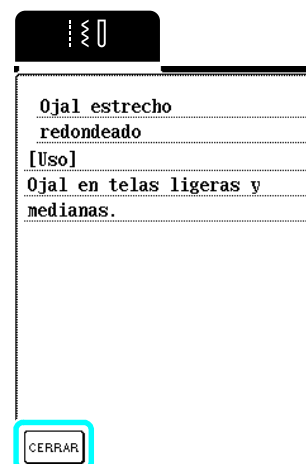 Ojal estrecho
redondeado
[Uso]
Ojal en telas ligeras y
medianas.
CERRAR